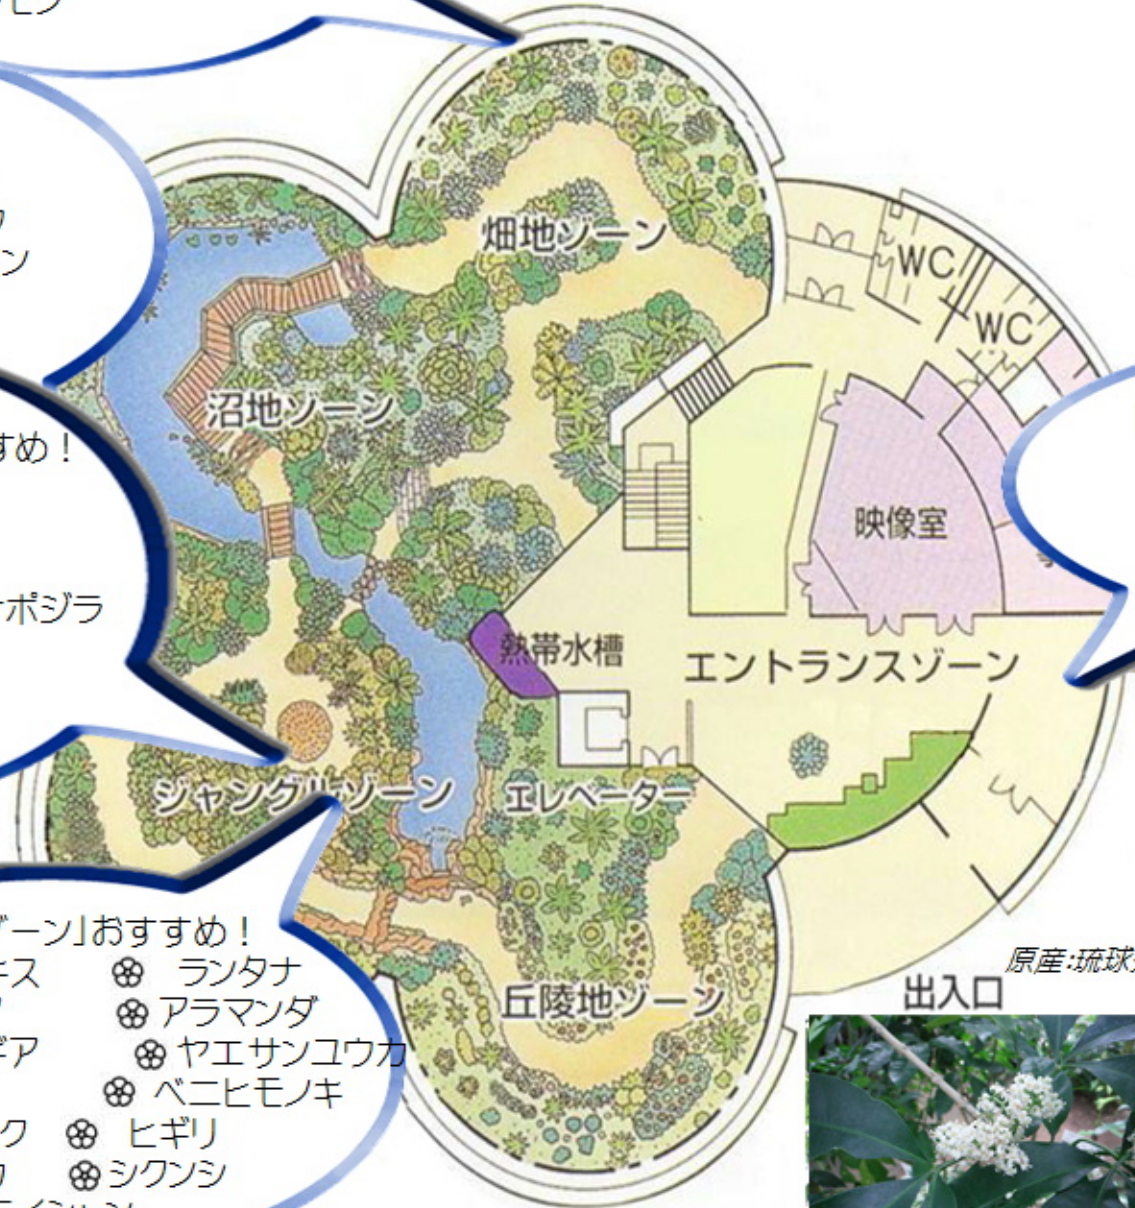 畑地ゾーン
WC
WC
沼地ゾーン
すめ！
映像室
ポジラ
熱帯水槽
エントランスゾーン
ジャングルゾーン
エレベーター
ゾーン」おすすめ！
キス
ランタナ
アラマンダ
ギア
ヤエサンユウカ
ベニヒモノキ
ク
ヒギリ
シクンシ
丘陵地ゾーン
原産:琉球
出入口